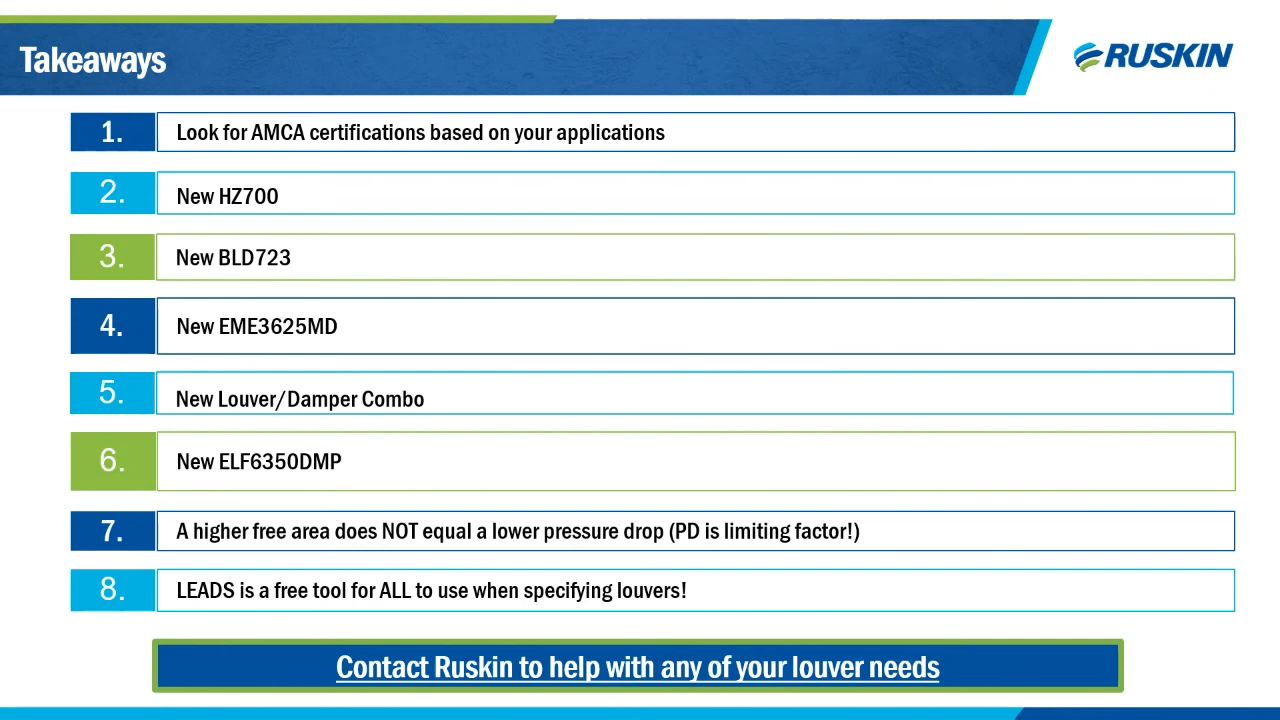 Takeaways
RUSKIN
1. Look for AMCA certifications based on your applications
2. New HZ700
3. New BLD723
4. New EME3625MD
5. New Louver/Damper Combo
6. New ELF6350DMP
7. A higher free area does NOT equal a lower pressure drop (PD is limiting factor!)
8. LEADS is a free tool for ALL to use when specifying louvers!
Contact Ruskin to help with any of your louver needs